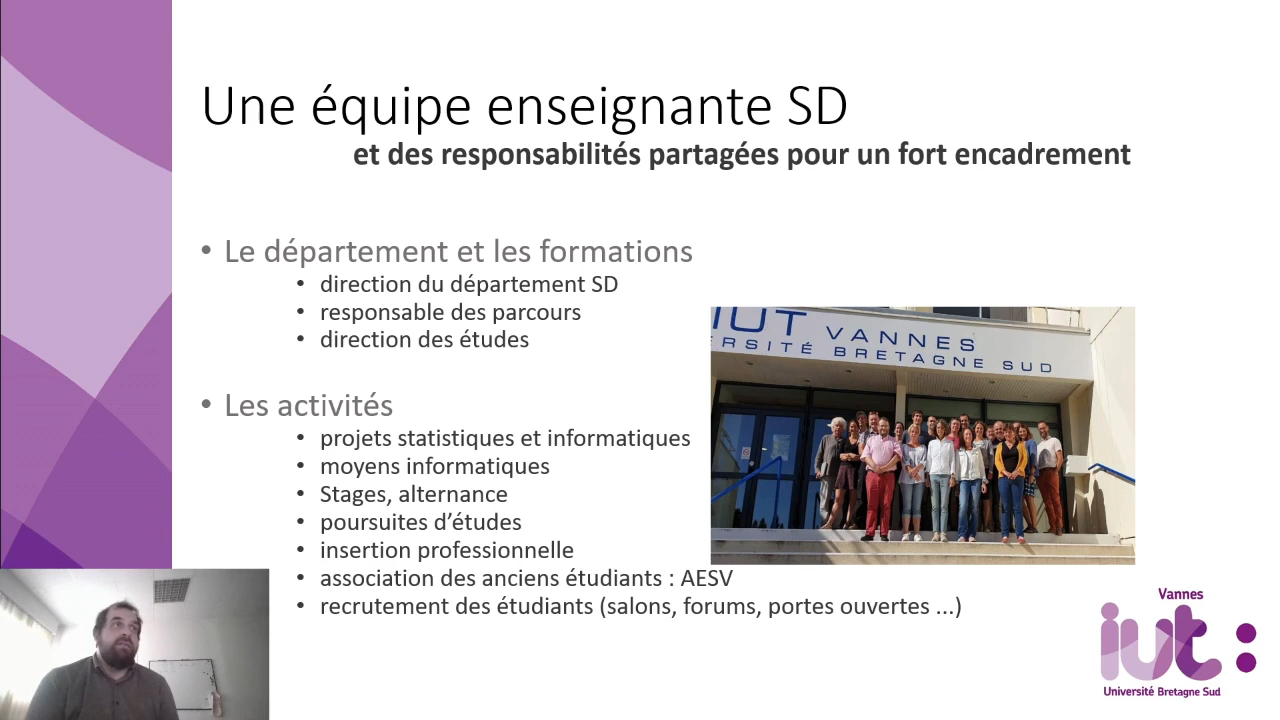 Une équipe enseignante SD
et des responsabilités partagées pour un fort encadrement
• Le département et les formations
• direction du département SD
• responsable des parcours
• direction des études
• Les activités
• projets statistiques et informatiques
• moyens informatiques
• Stages, alternance
• poursuites d’études
• insertion professionnelle
• association des anciens étudiants : AESV
• recrutement des étudiants (salons, forums, portes ouvertes ...)
IUT VANNES
ERSITÉ BRETAGNE SUD
Vannes
iut:
Université Bretagne Sud